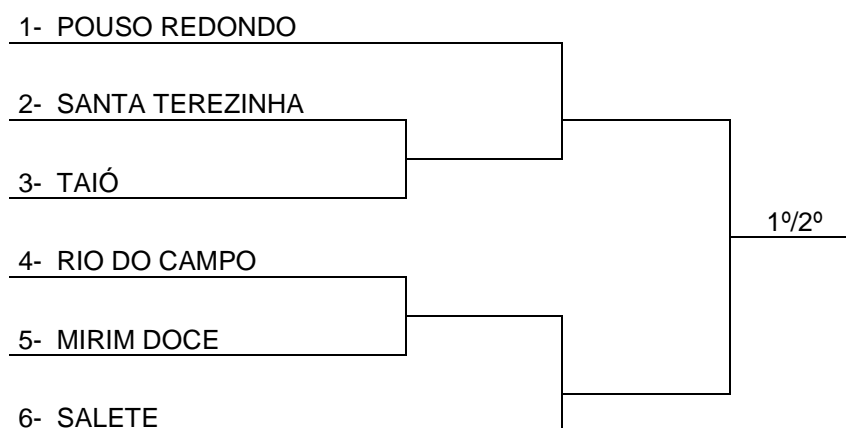 1- POUSO REDONDO
2- SANTA TEREZINHA
3- TAIÓ
1º/2º
4- RIO DO CAMPO
5- MIRIM DOCE
6- SALETE